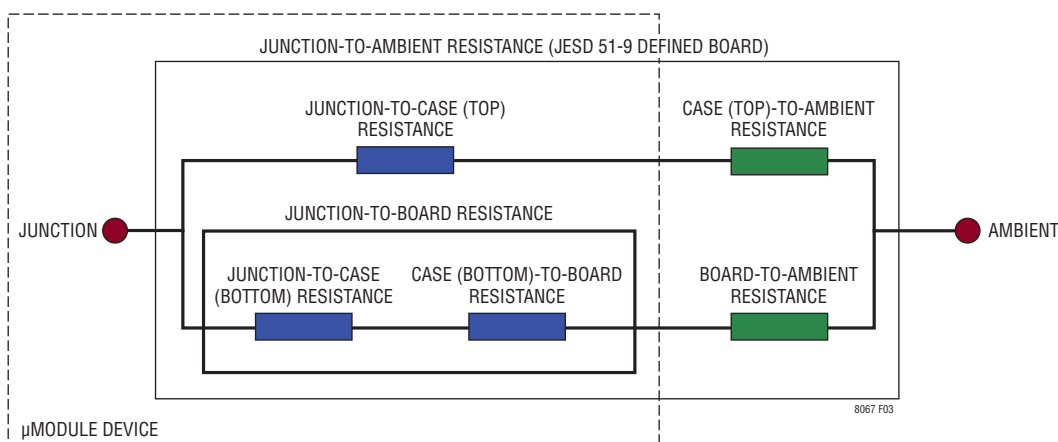 JUNCTION-TO-AMBIENT RESISTANCE (JESD 51-9 DEFINED BOARD)
JUNCTION-TO-CASE (TOP)
RESISTANCE
CASE (TOP)-TO-AMBIENT
RESISTANCE
JUNCTION-TO-BOARD RESISTANCE
JUNCTION
AMBIENT
JUNCTION-TO-CASE
(BOTTOM) RESISTANCE
CASE (BOTTOM)-TO-BOARD
RESISTANCE
BOARD-TO-AMBIENT
RESISTANCE
8067 F03
µMODULE DEVICE